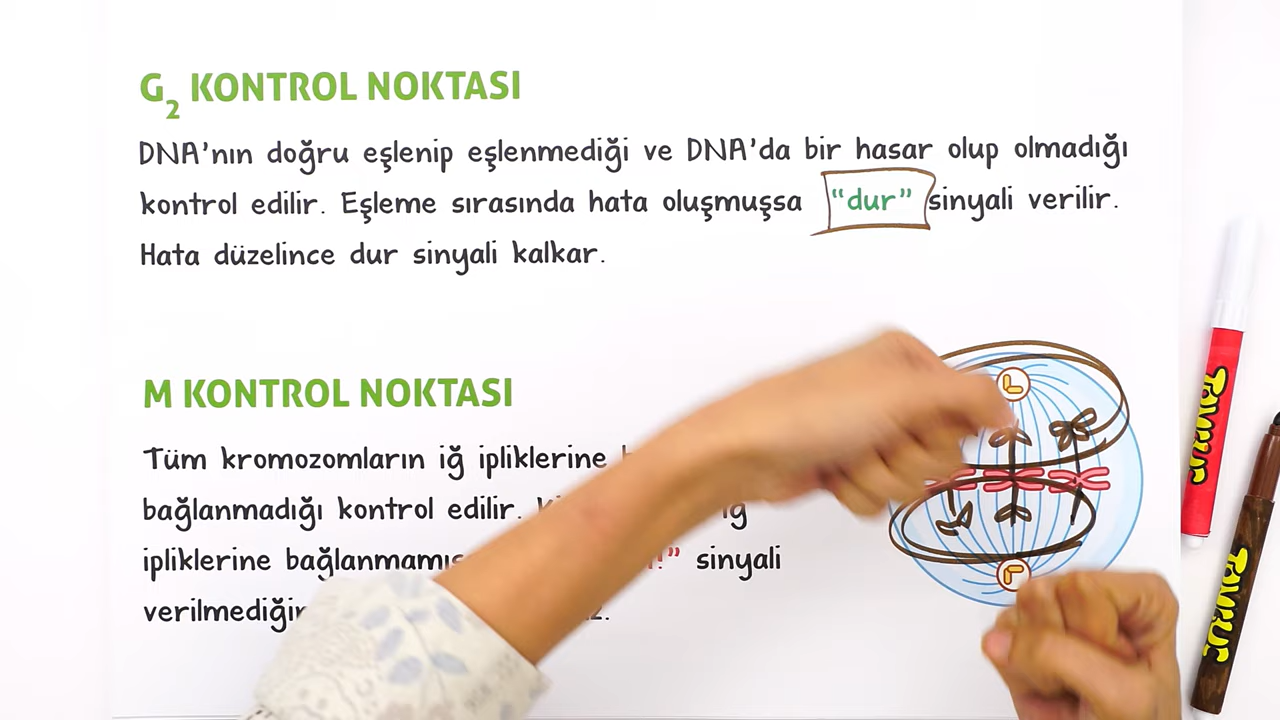 G₂ KONTROL NOKTASI
DNA’nın doğru eşlenip eşlenmediği ve DNA’da bir hasar olup olmadığı
kontrol edilir. Eşleme sırasında hata oluşmuşsa “dur” sinyali verilir.
Hata düzelince dur sinyali kalkar.
M KONTROL NOKTASI
Tüm kromozomların iğ ipliklerine
bağlanmadığı kontrol edilir. iğ
ipliklerine sinyali